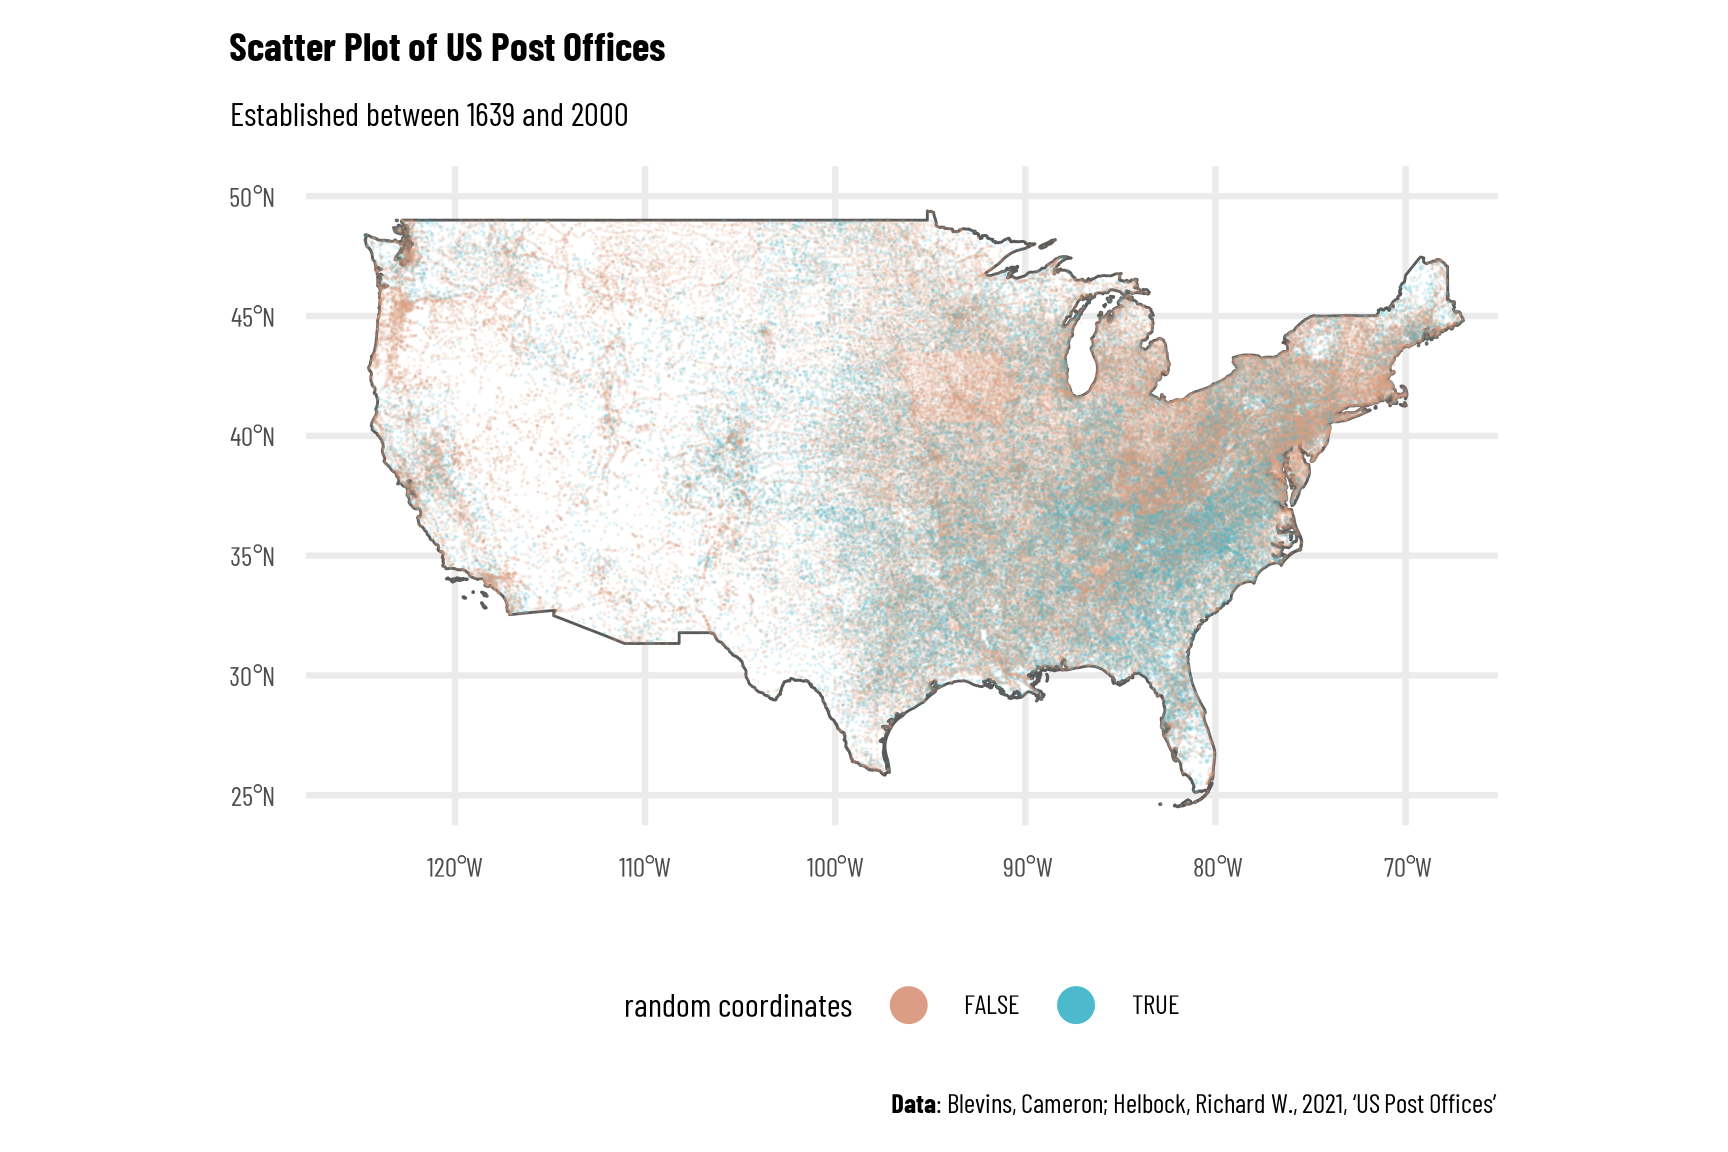 Scatter Plot of US Post Offices
Established between 1639 and 2000
50°N
45°N
40°N
35°N
30°N
25°N
120°W
110°W
100°W
90°W
80°W
70°W
random coordinates FALSE TRUE
Data: Blevins, Cameron; Helbock, Richard W., 2021, ‘US Post Offices’